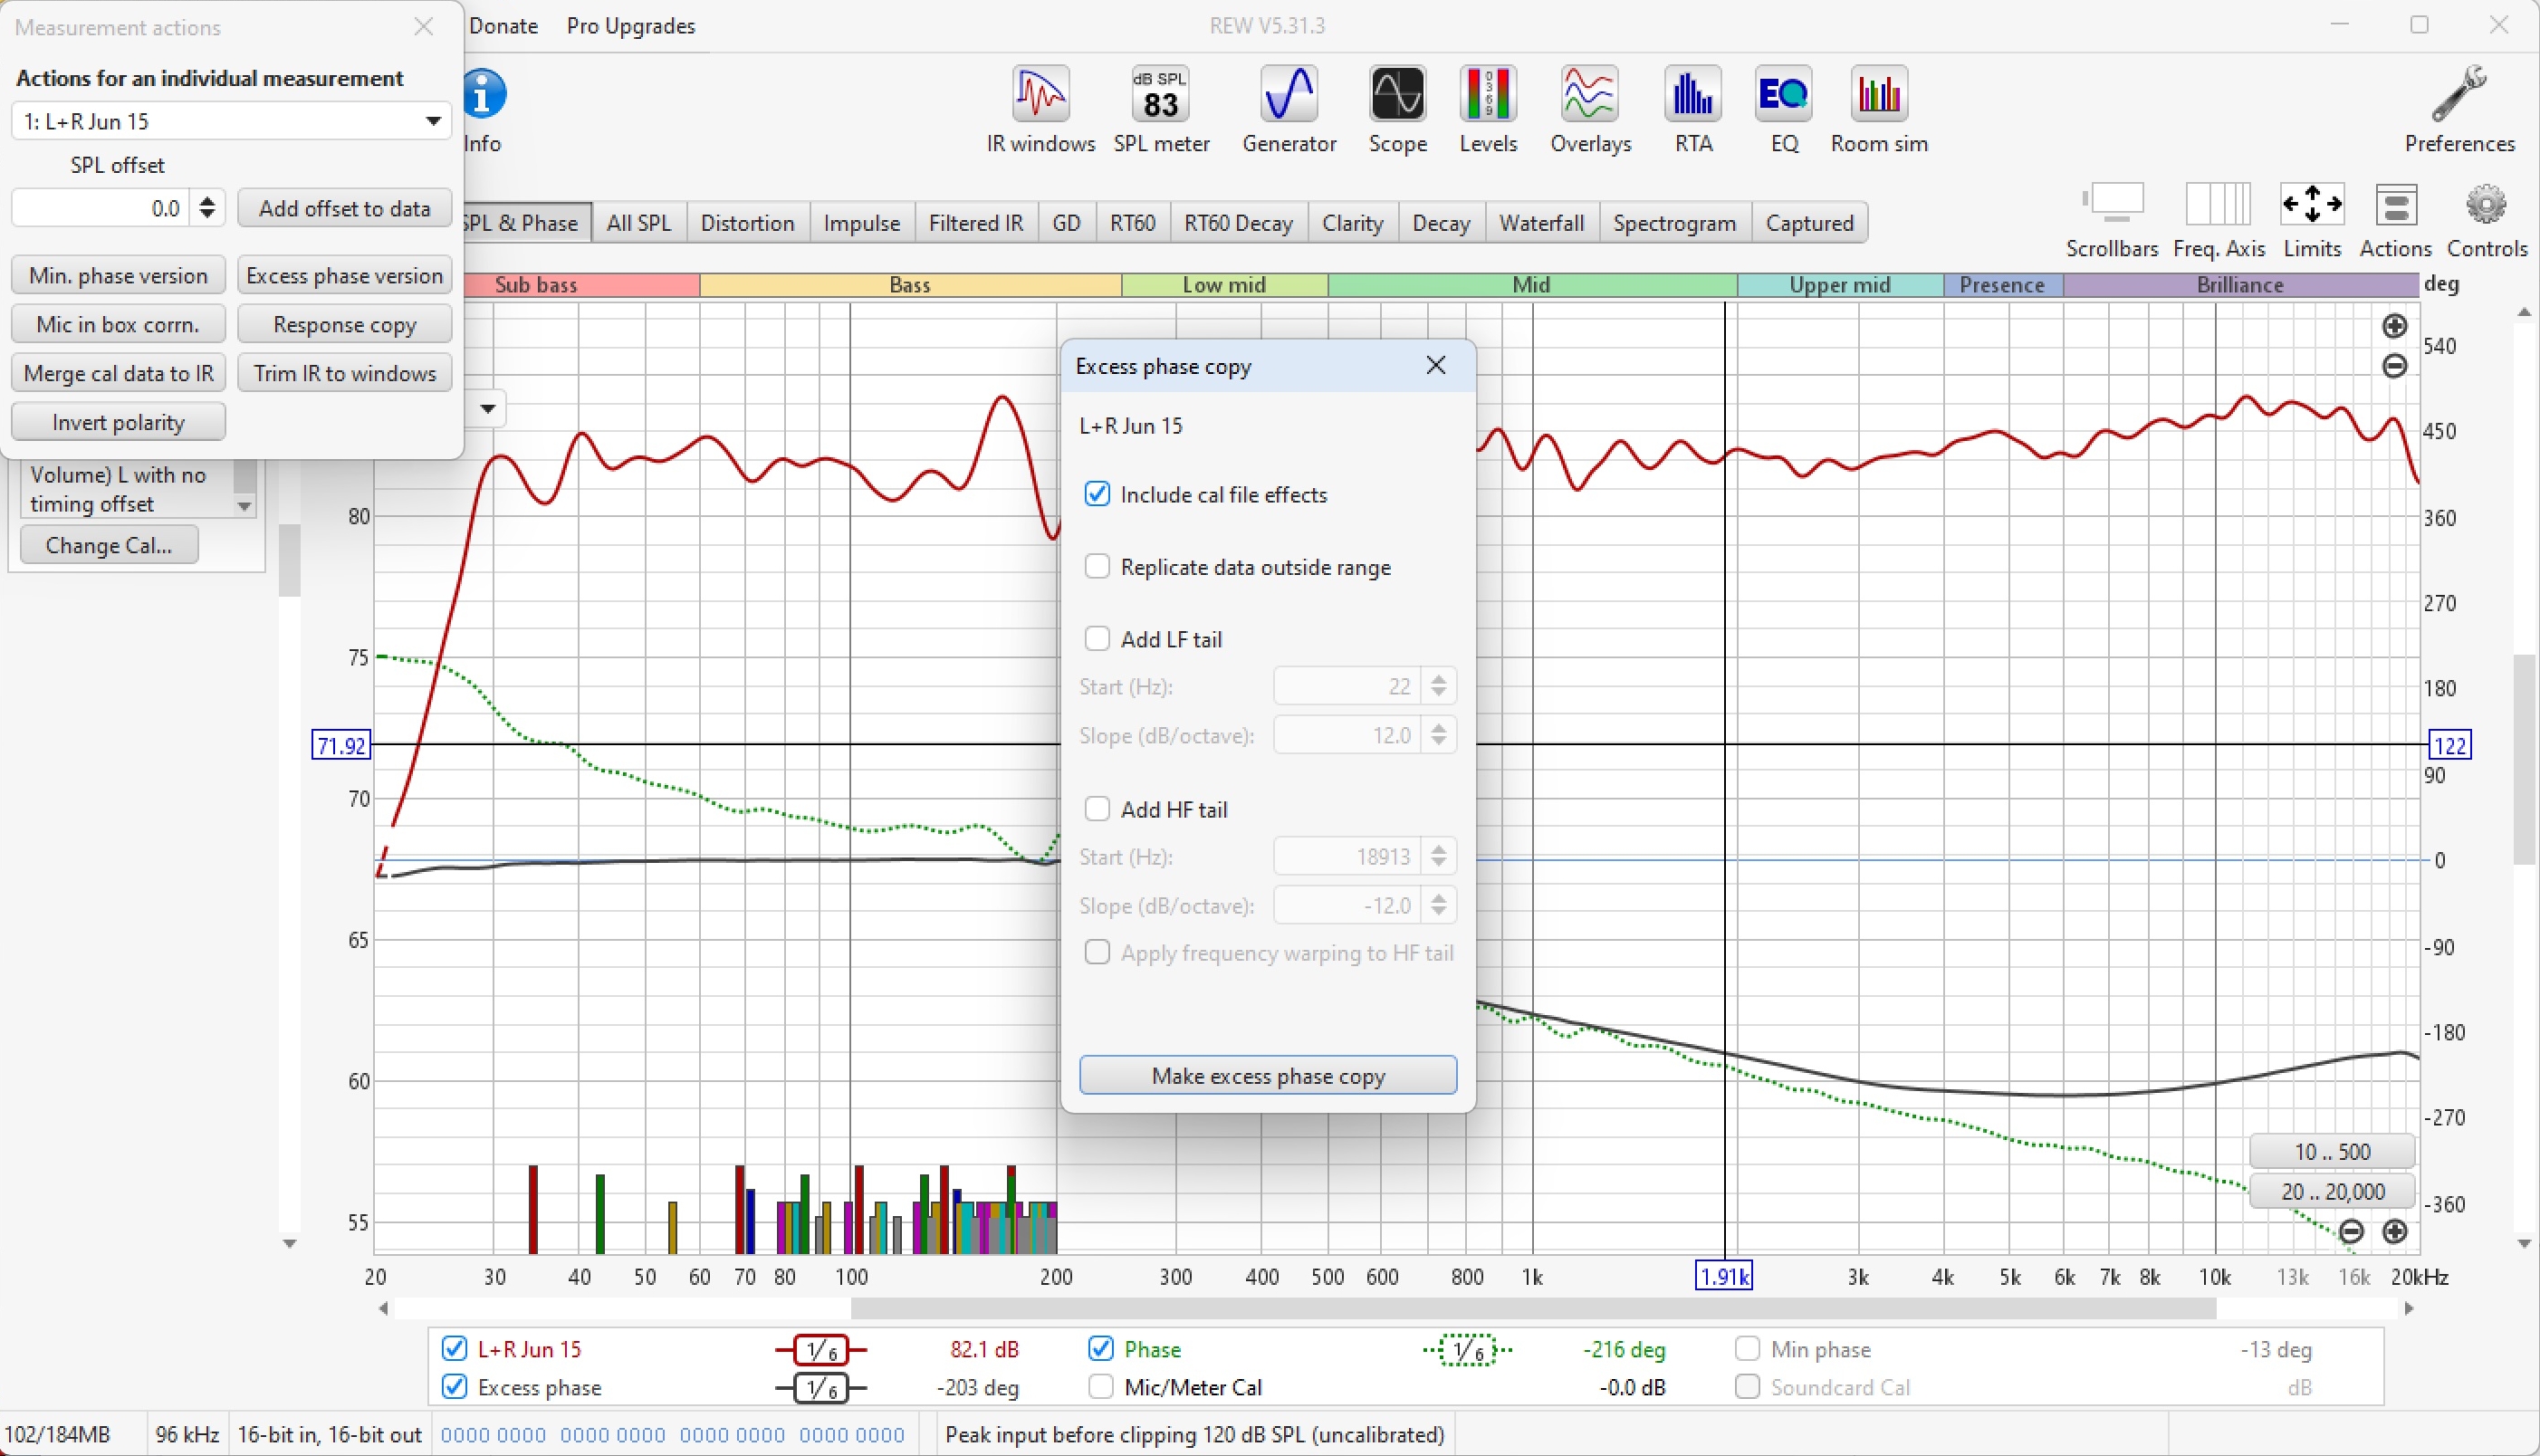 Measurement actions
Donate
Pro Upgrades
REW V5.31.3
Actions for an individual measurement
1: L+R Jun 15
SPL offset
0.0
Add offset to data
Min. phase version
Excess phase version
Mic in box corrn.
Response copy
Merge cal data to IR
Trim IR to windows
Invert polarity
Info
IR windows
dB SPL
83
SPL meter
Generator
Scope
0 3 6 9
Levels
Overlays
RTA
EQ
EQ
Room sim
Preferences
SPL & Phase
All SPL
Distortion
Impulse
Filtered IR
GD
RT60
RT60 Decay
Clarity
Decay
Waterfall
Spectrogram
Captured
Scrollbars
Freq. Axis
Limits
Actions
Controls
Sub bass
Bass
Low mid
Mid
Upper mid
Presence
Brilliance
deg
Volume) L with no
timing offset
Change Cal...
80
75
71.92
70
65
60
55
540
450
360
270
180
122
90
0
-90
-180
-270
-360
Excess phase copy
L+R Jun 15
Include cal file effects
Replicate data outside range
Add LF tail
Start (Hz):
22
Slope (dB/octave):
12.0
Add HF tail
Start (Hz):
18913
Slope (dB/octave):
-12.0
Apply frequency warping to HF tail
Make excess phase copy
10 .. 500
20 .. 20,000
20 30 40 50 60 70 80 100 200 300 400 500 600 800 1k 1.91k 3k 4k 5k 6k 7k 8k 10k 13k 16k 20kHz
L+R Jun 15
1/6
82.1 dB
Phase
1/6
-216 deg
Min phase
-13 deg
Excess phase
1/6
-203 deg
Mic/Meter Cal
-0.0 dB
Soundcard Cal
dB
102/184MB
96 kHz
16-bit in, 16-bit out
0000 0000 0000 0000 0000 0000 0000 0000
Peak input before clipping 120 dB SPL (uncalibrated)